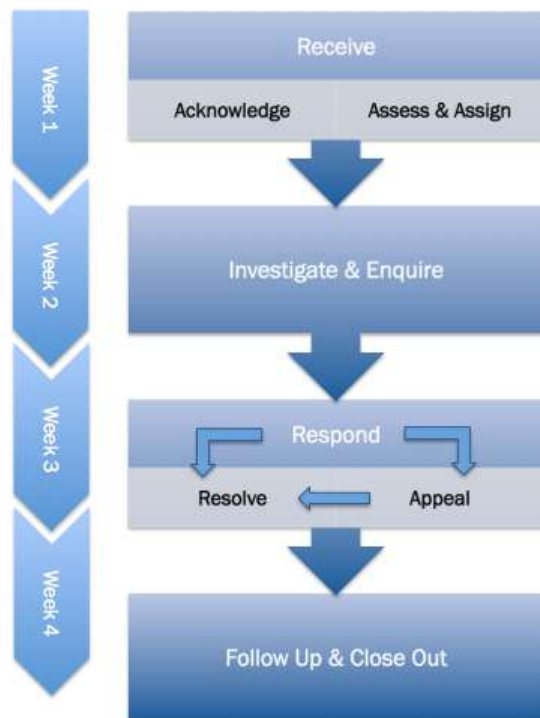 Week 1
Receive
Acknowledge
Assess & Assign
Week 2
Investigate & Enquire
Week 3
Respond
Resolve
Appeal
Week 4
Follow Up & Close Out